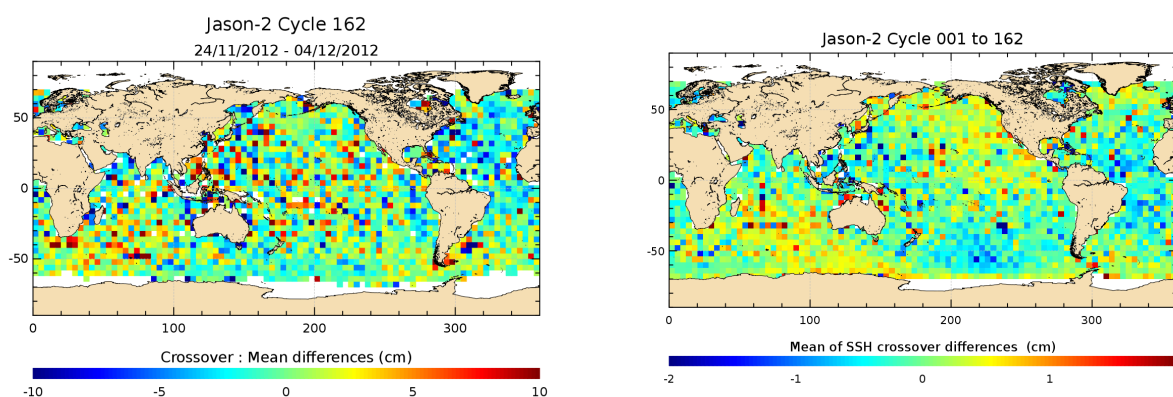 Jason-2 Cycle 162
24/11/2012 - 04/12/2012
50
0
-50
0 100 200 300
Crossover : Mean differences (cm)
-10 -5 0 5 10
Jason-2 Cycle 001 to 162
50
0
-50
0 100 200 300
Mean of SSH crossover differences (cm)
-2 -1 0 1